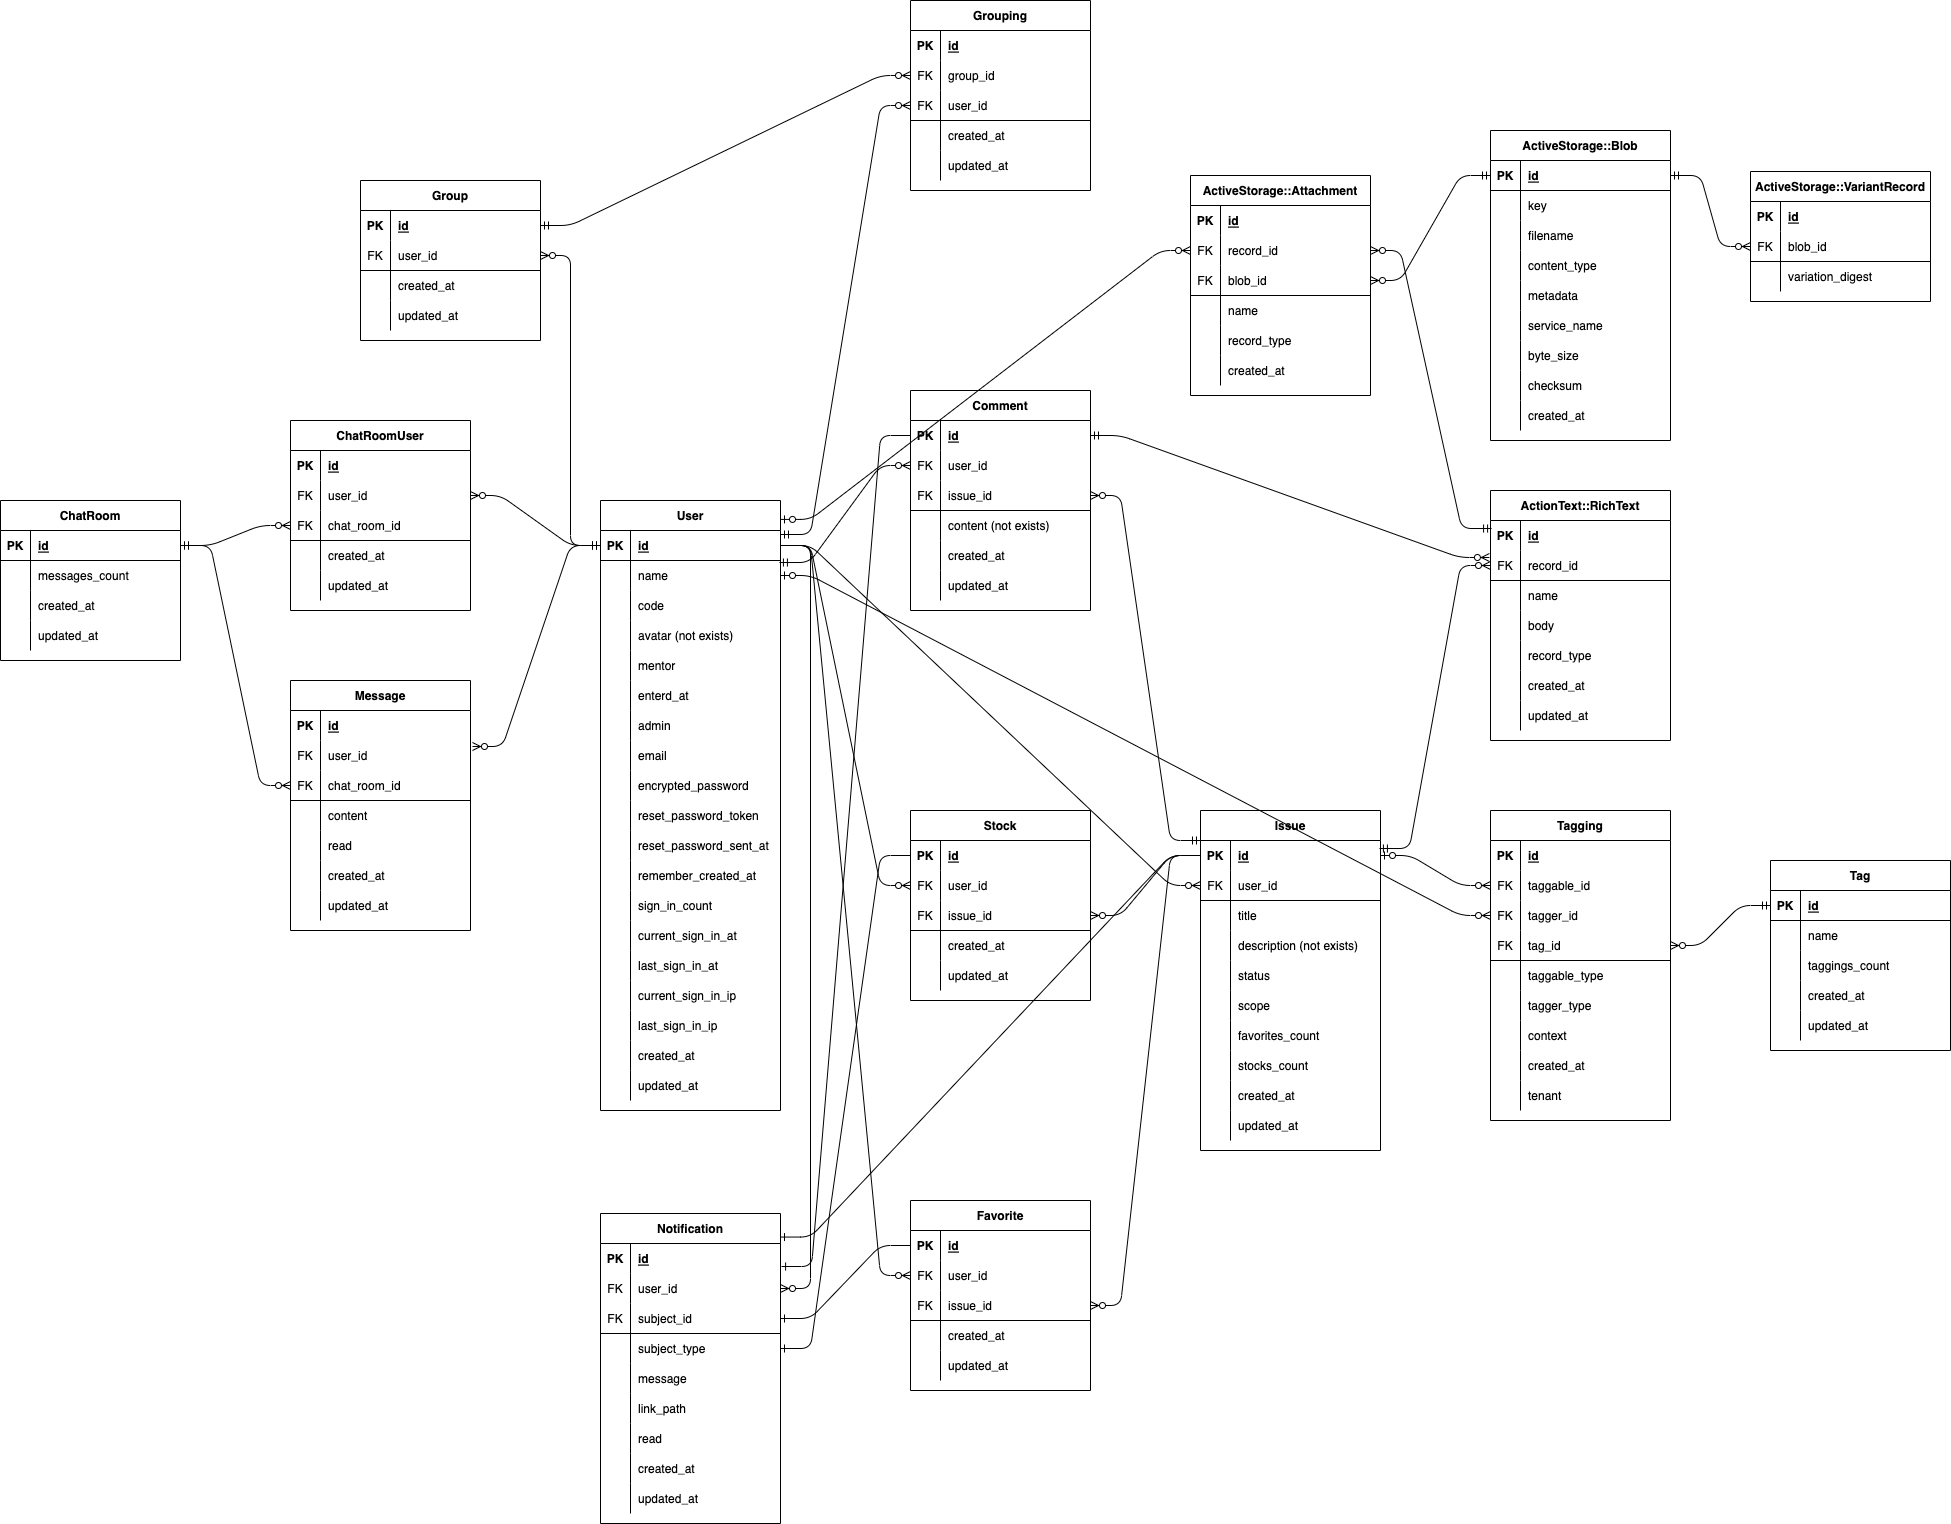 Grouping
PK id
FK group_id
FK user_id
created_at
updated_at
Group
PK id
FK user_id
created_at
updated_at
ActiveStorage::Attachment
PK id
FK record_id
FK blob_id
name
record_type
created_at
ActiveStorage::Blob
PK id
key
filename
content_type
metadata
service_name
byte_size
checksum
created_at
ActiveStorage::VariantRecord
PK id
FK blob_id
variation_digest
ChatRoom
PK id
messages_count
created_at
updated_at
ChatRoomUser
PK id
FK user_id
FK chat_room_id
created_at
updated_at
Message
PK id
FK user_id
FK chat_room_id
content
read
created_at
updated_at
User
PK id
name
code
avatar (not exists)
mentor
enterd_at
admin
email
encrypted_password
reset_password_token
reset_password_sent_at
remember_created_at
sign_in_count
current_sign_in_at
last_sign_in_at
current_sign_in_ip
last_sign_in_ip
created_at
updated_at
Comment
PK id
FK user_id
FK issue_id
content (not exists)
created_at
updated_at
ActionText::RichText
PK id
FK record_id
name
body
record_type
created_at
updated_at
Stock
PK id
FK user_id
FK issue_id
created_at
updated_at
Issue
PK id
FK user_id
title
description (not exists)
status
scope
favorites_count
stocks_count
created_at
updated_at
Tagging
PK id
FK taggable_id
FK tagger_id
FK tag_id
taggable_type
tagger_type
context
created_at
tenant
Tag
PK id
name
taggings_count
created_at
updated_at
Notification
PK id
FK user_id
FK subject_id
subject_type
message
link_path
read
created_at
updated_at
Favorite
PK id
FK user_id
FK issue_id
created_at
updated_at